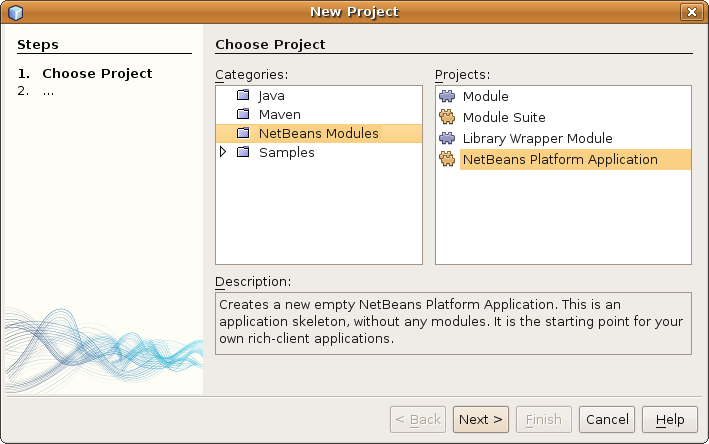 New Project
Steps
1. Choose Project
2. ...
Choose Project
Categories:
Java
Maven
NetBeans Modules
Samples
Projects:
Module
Module Suite
Library Wrapper Module
NetBeans Platform Application
Description:
Creates a new empty NetBeans Platform Application. This is an
application skeleton, without any modules. It is the starting point for your
own rich-client applications.
< Back
Next >
Finish
Cancel
Help